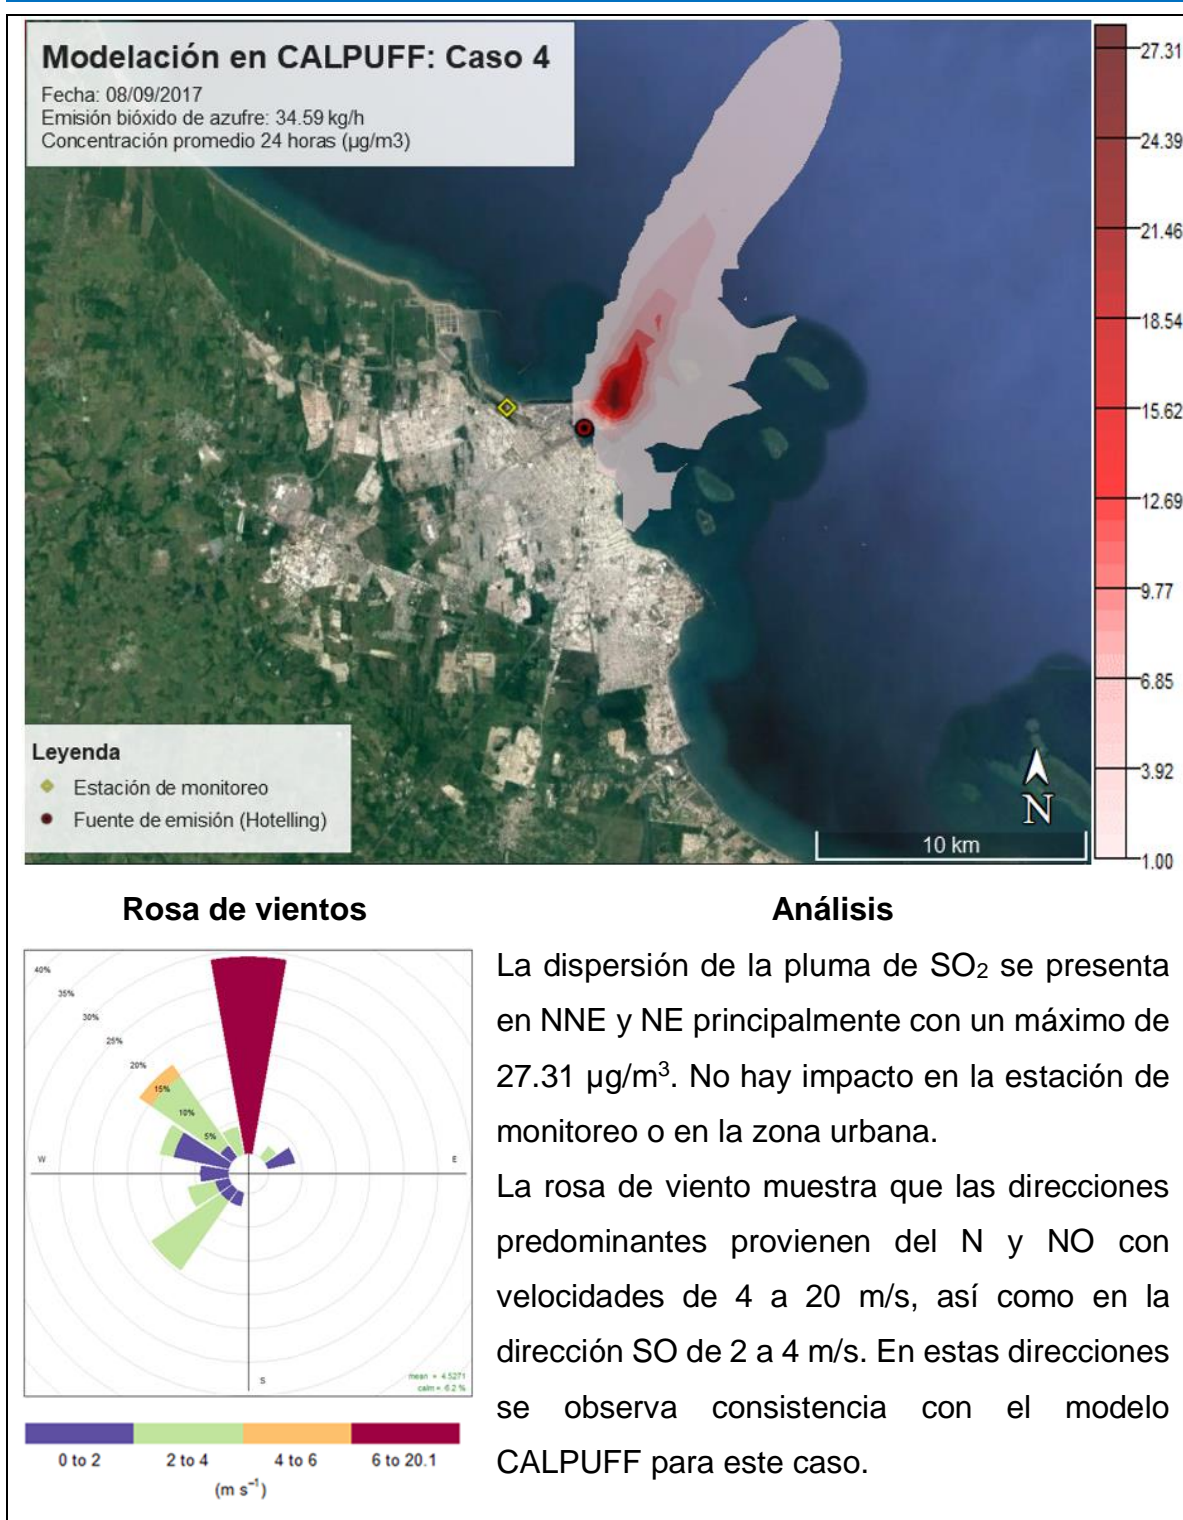 Modelación en CALPUFF: Caso 4
Fecha: 08/09/2017
Emisión bióxido de azufre: 34.59 kg/h
Concentración promedio 24 horas (µg/m3)
27.31
24.39
21.46
18.54
15.62
12.69
9.77
6.85
3.92
1.00
Leyenda
Estación de monitoreo
Fuente de emisión (Hotelling)
N
10 km
Rosa de vientos
40%
35%
30%
25%
20%
15%
10%
5%
W
E
S
mean = 4.5271
calm = 6.2 %
0 to 2
2 to 4
4 to 6
6 to 20.1
(m s⁻¹)
Análisis
La dispersión de la pluma de SO₂ se presenta
en NNE y NE principalmente con un máximo de
27.31 µg/m³. No hay impacto en la estación de
monitoreo o en la zona urbana.
La rosa de viento muestra que las direcciones
predominantes provienen del N y NO con
velocidades de 4 a 20 m/s, así como en la
dirección SO de 2 a 4 m/s. En estas direcciones
se observa consistencia con el modelo
CALPUFF para este caso.